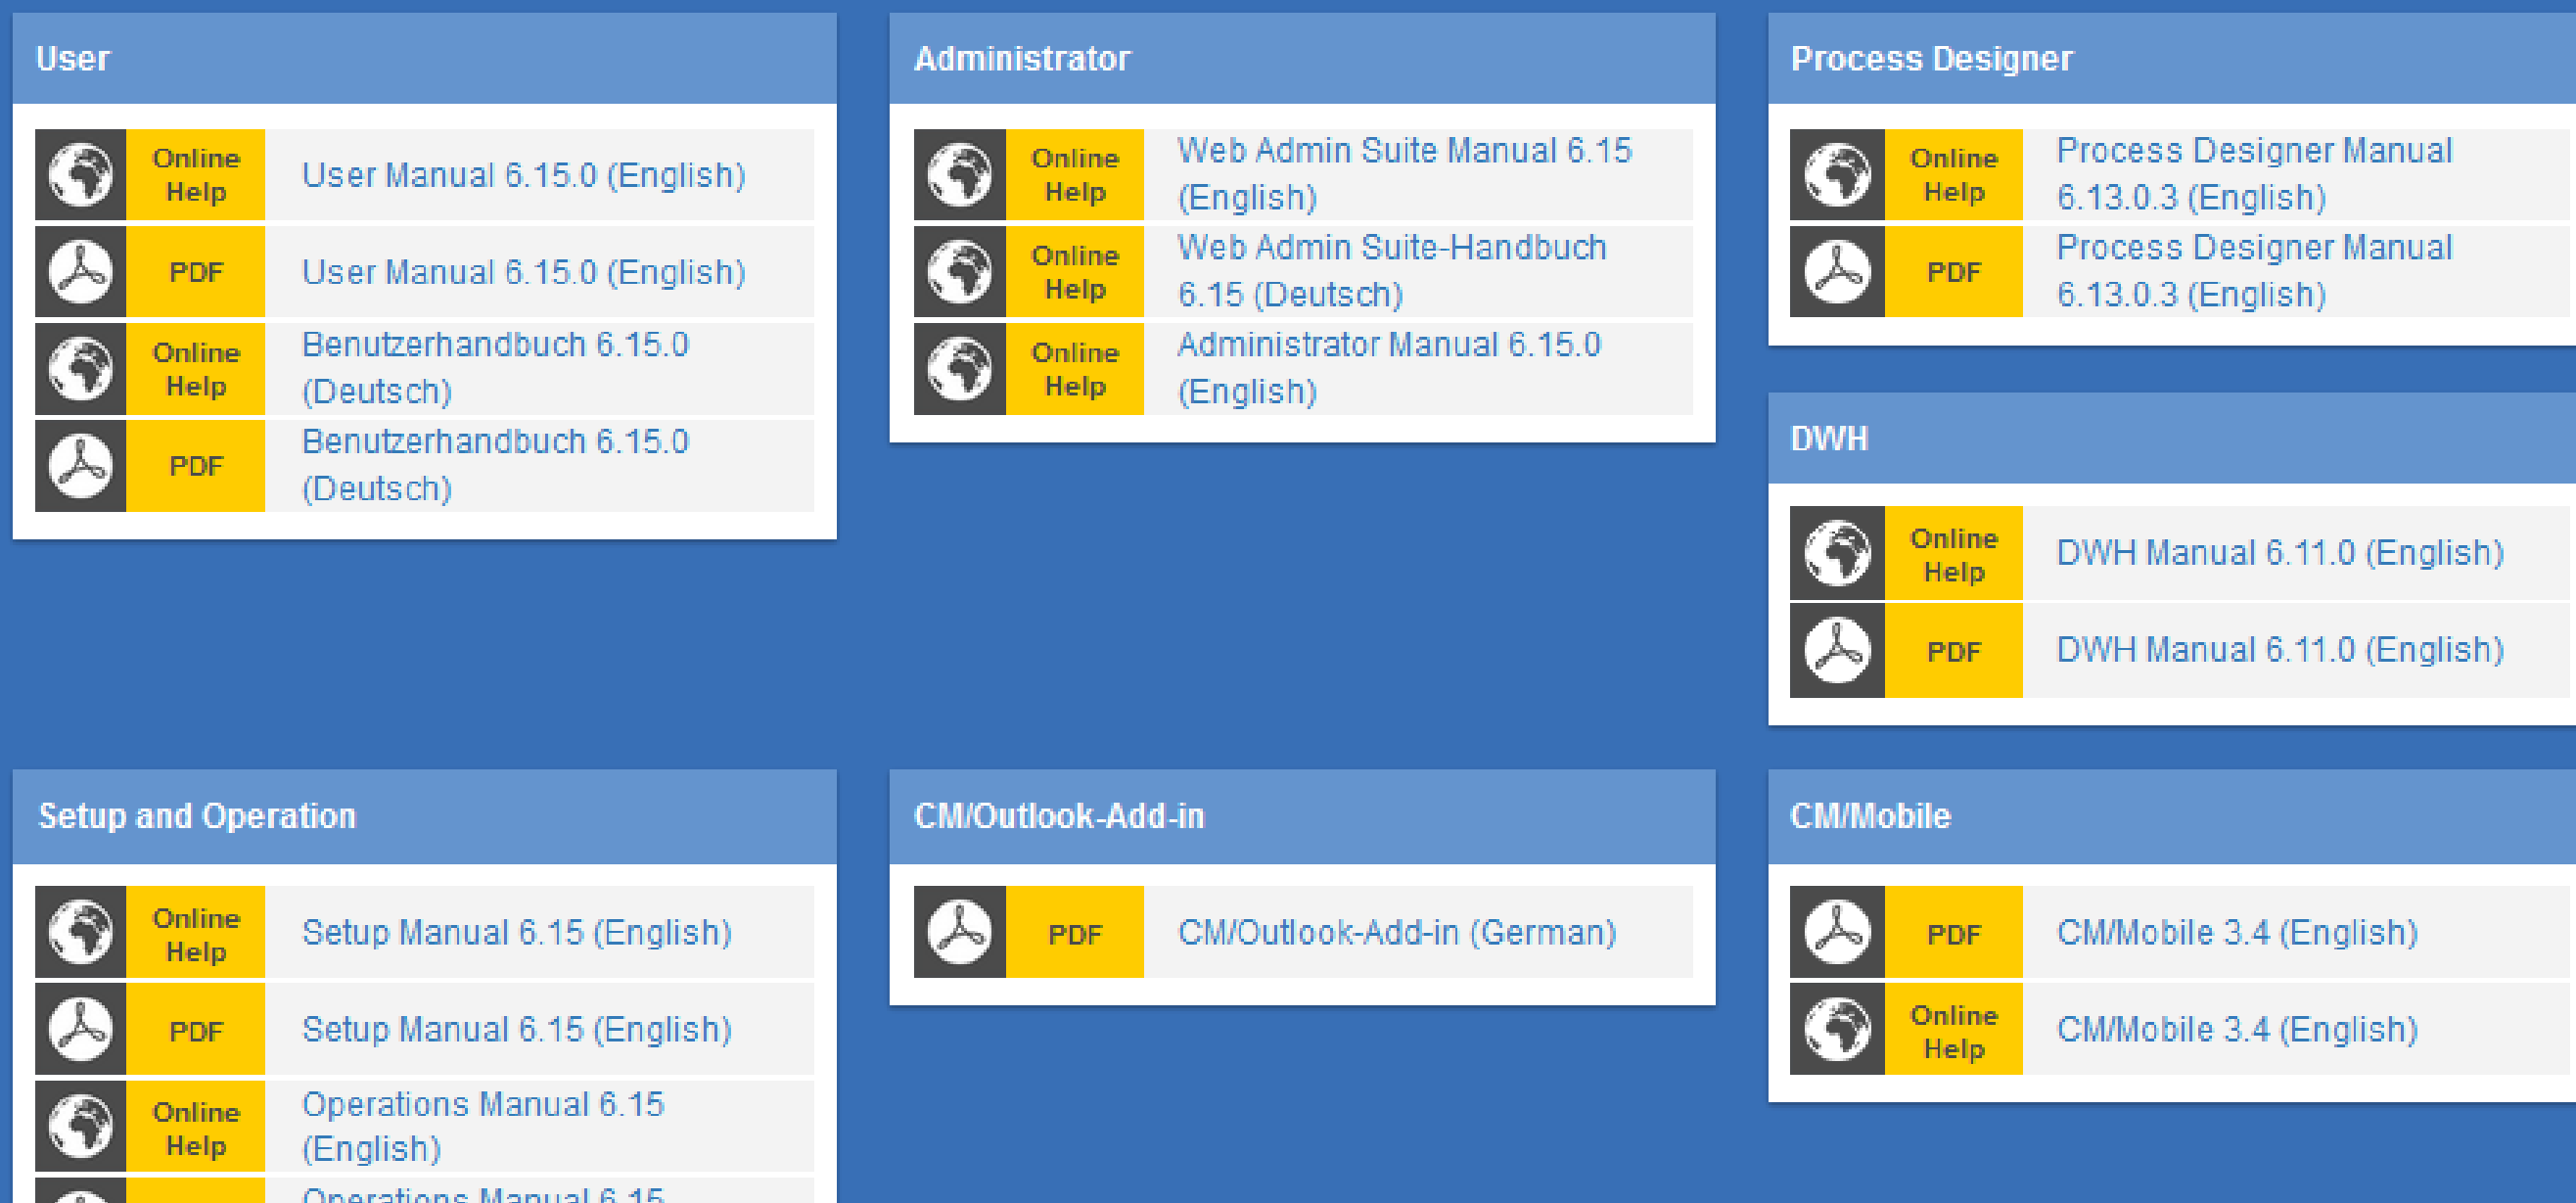 User
Online
Help
User Manual 6.15.0 (English)
PDF
User Manual 6.15.0 (English)
Online
Help
Benutzerhandbuch 6.15.0
(Deutsch)
PDF
Benutzerhandbuch 6.15.0
(Deutsch)
Administrator
Online
Help
Web Admin Suite Manual 6.15
(English)
Online
Help
Web Admin Suite-Handbuch
6.15 (Deutsch)
Online
Help
Administrator Manual 6.15.0
(English)
Process Designer
Online
Help
Process Designer Manual
6.13.0.3 (English)
PDF
Process Designer Manual
6.13.0.3 (English)
DWH
Online
Help
DWH Manual 6.11.0 (English)
PDF
DWH Manual 6.11.0 (English)
Setup and Operation
Online
Help
Setup Manual 6.15 (English)
PDF
Setup Manual 6.15 (English)
Online
Help
Operations Manual 6.15
(English)
Operations Manual 6.15
CM/Outlook-Add-in
PDF
CM/Outlook-Add-in (German)
CM/Mobile
PDF
CM/Mobile 3.4 (English)
Online
Help
CM/Mobile 3.4 (English)